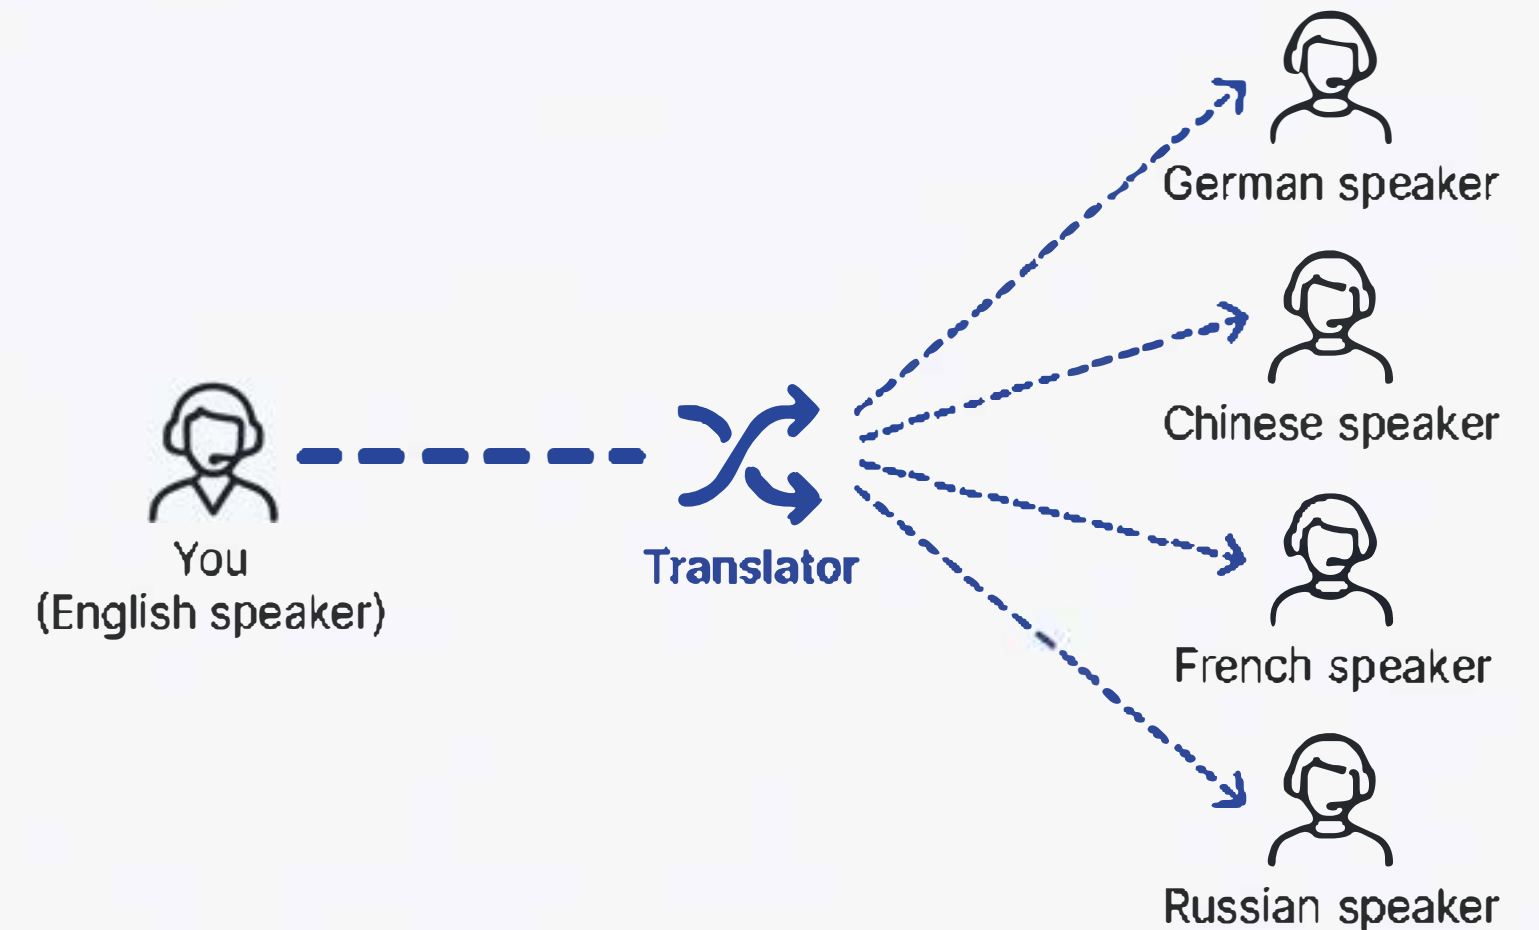 German speaker
Chinese speaker
You
(English speaker)
Translator
French speaker
Russian speaker